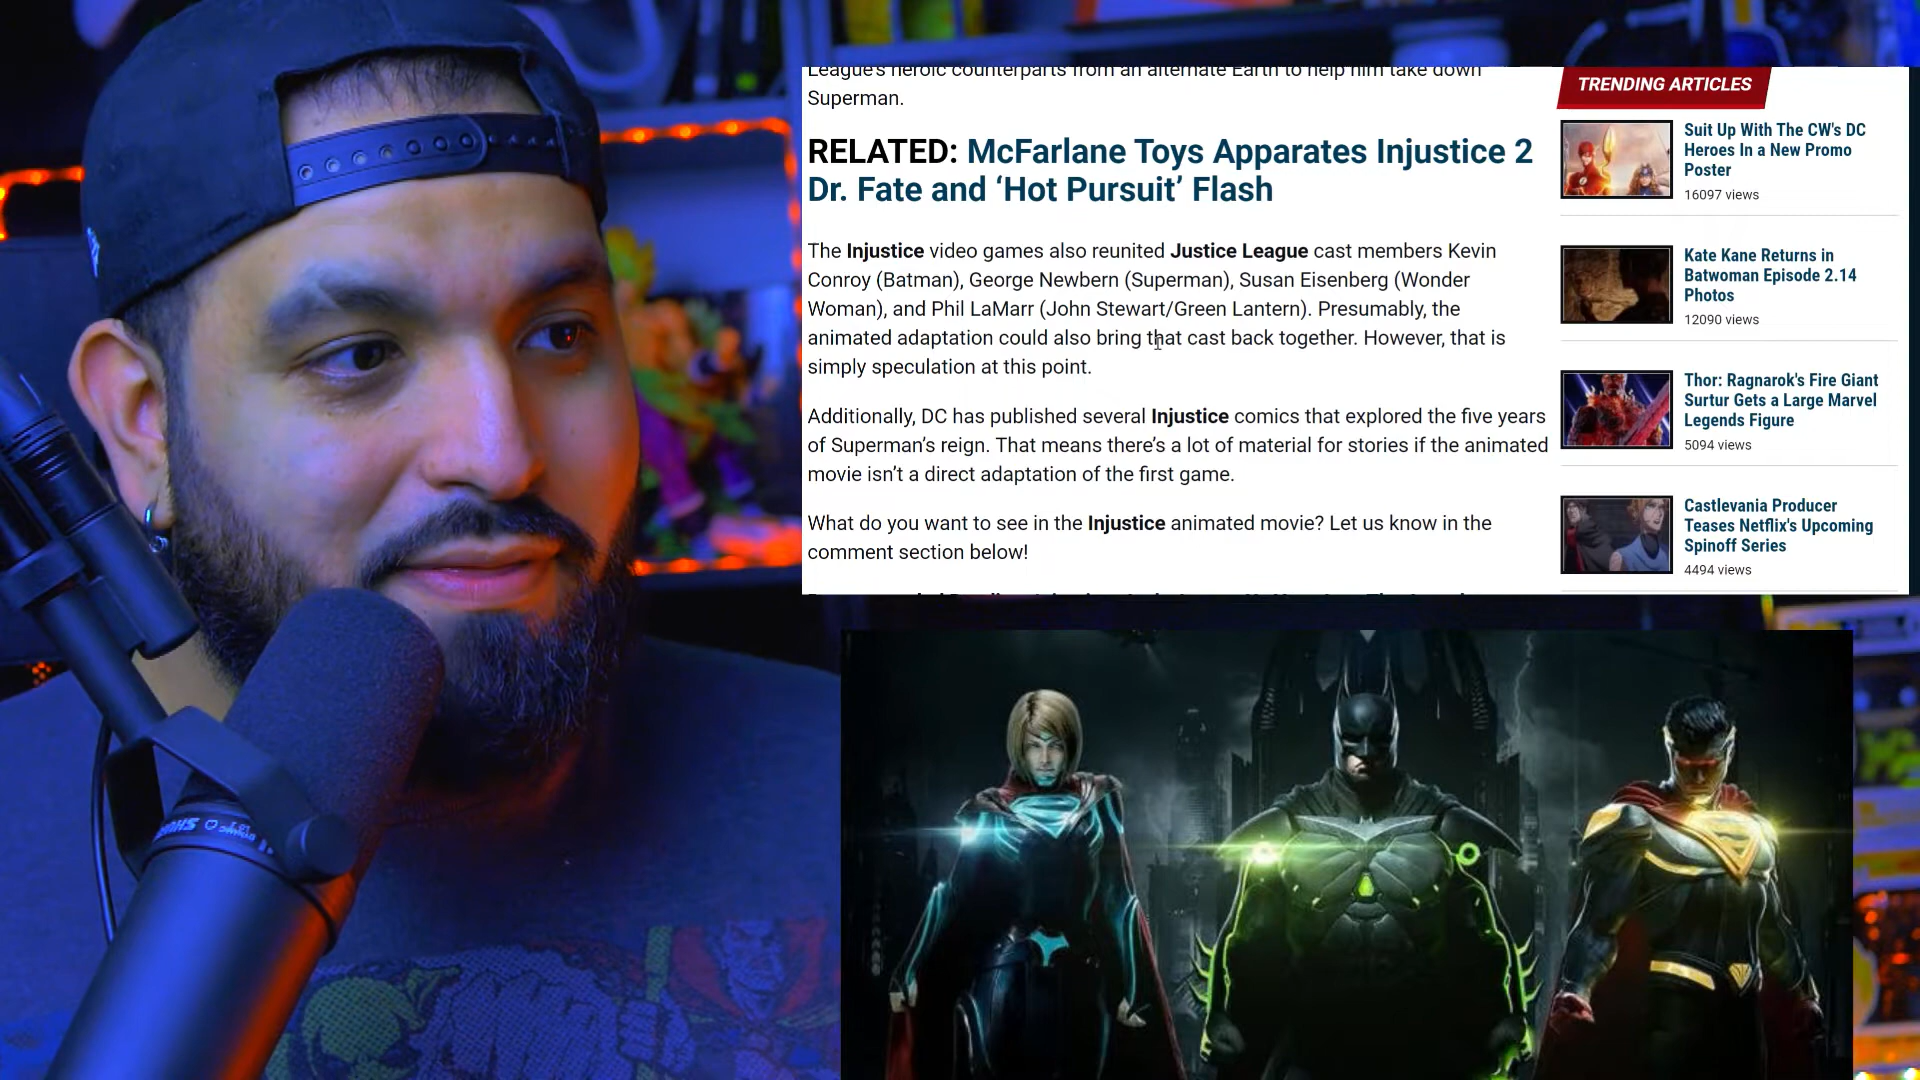 League's heroic counterparts from an alternate Earth to help him take down
Superman.
RELATED: McFarlane Toys Apparates Injustice 2
Dr. Fate and ‘Hot Pursuit’ Flash
The Injustice video games also reunited Justice League cast members Kevin
Conroy (Batman), George Newbern (Superman), Susan Eisenberg (Wonder
Woman), and Phil LaMarr (John Stewart/Green Lantern). Presumably, the
animated adaptation could also bring that cast back together. However, that is
simply speculation at this point.
Additionally, DC has published several Injustice comics that explored the five years
of Superman’s reign. That means there’s a lot of material for stories if the animated
movie isn’t a direct adaptation of the first game.
What do you want to see in the Injustice animated movie? Let us know in the
comment section below!
TRENDING ARTICLES
Suit Up With The CW's DC
Heroes In a New Promo
Poster
16097 views
Kate Kane Returns in
Batwoman Episode 2.14
Photos
12090 views
Thor: Ragnarok's Fire Giant
Surtur Gets a Large Marvel
Legends Figure
5094 views
Castlevania Producer
Teases Netflix's Upcoming
Spinoff Series
4494 views